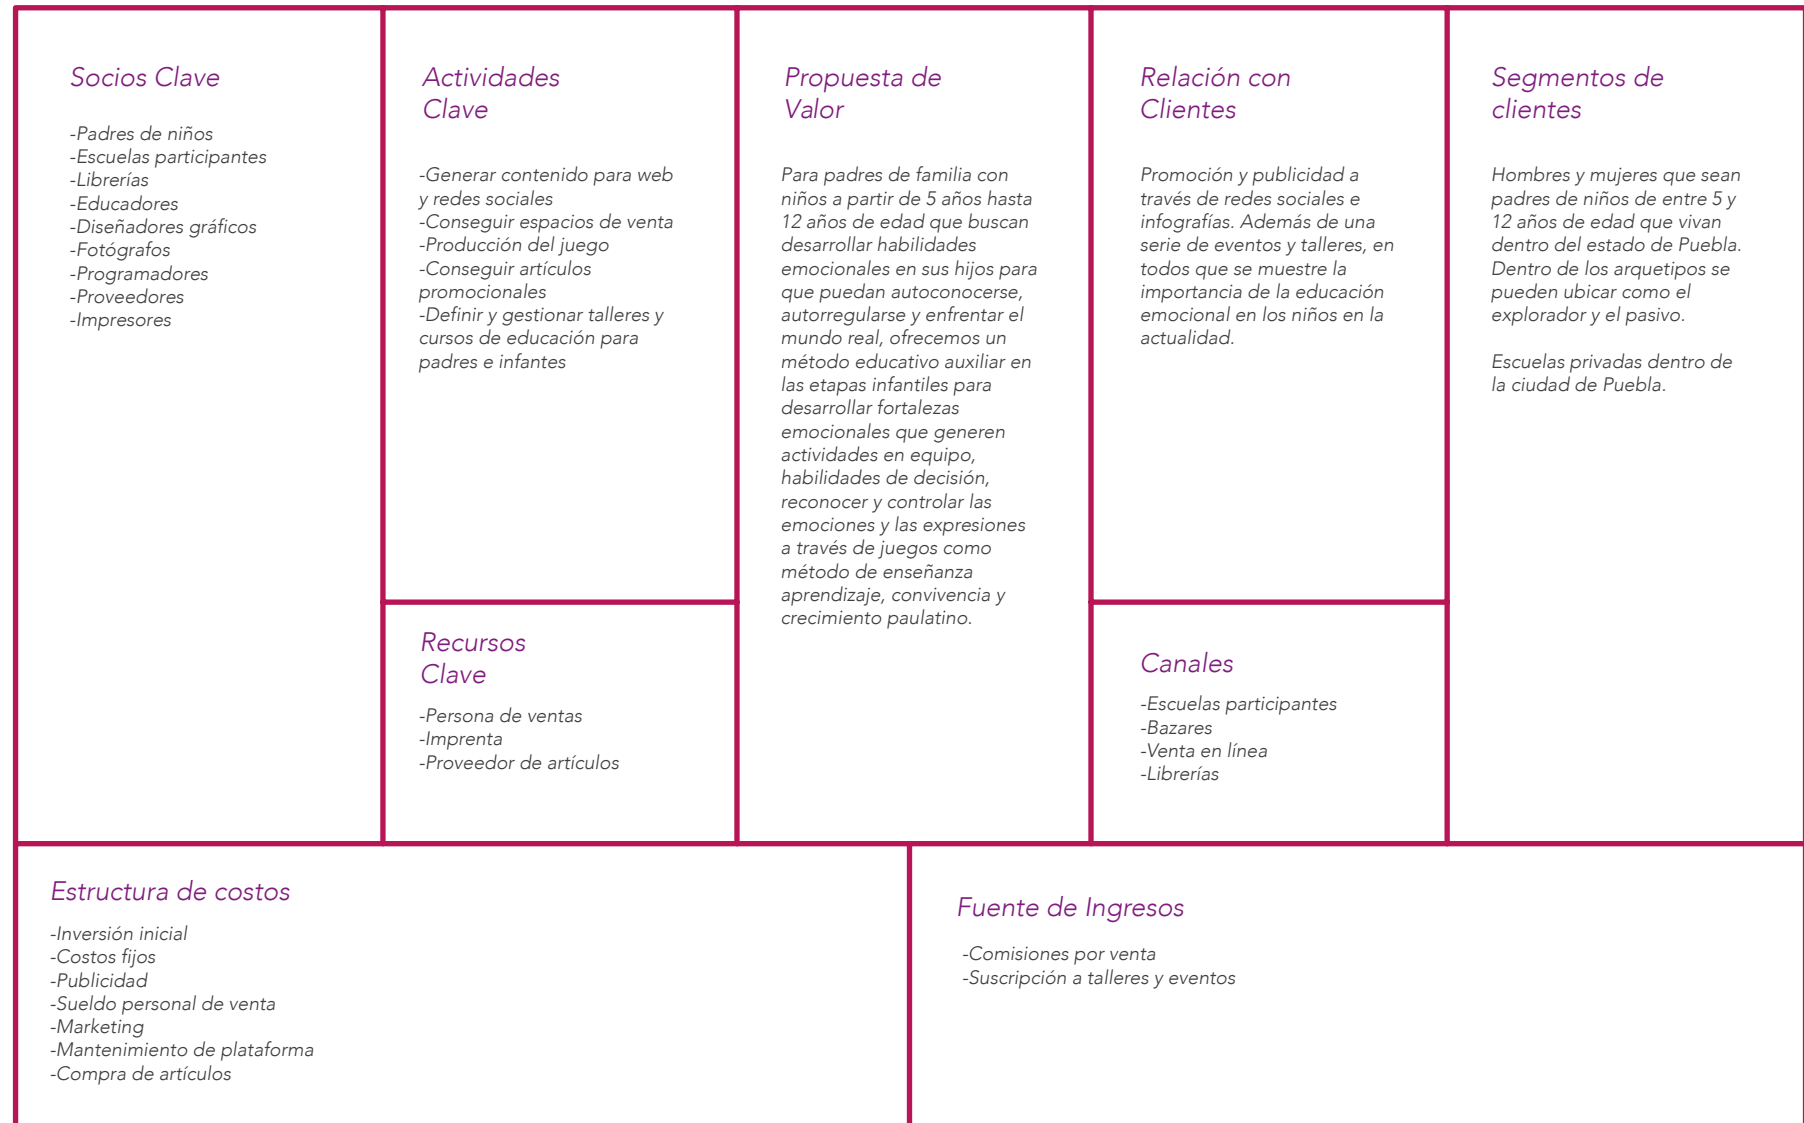 Socios Clave
-Padres de niños
-Escuelas participantes
-Librerías
-Educadores
-Diseñadores gráficos
-Fotógrafos
-Programadores
-Proveedores
-Impresores
Actividades
Clave
-Generar contenido para web
y redes sociales
-Conseguir espacios de venta
-Producción del juego
-Conseguir artículos
promocionales
-Definir y gestionar talleres y
cursos de educación para
padres e infantes
Recursos
Clave
-Persona de ventas
-Imprenta
-Proveedor de artículos
Propuesta de
Valor
Para padres de familia con
niños a partir de 5 años hasta
12 años de edad que buscan
desarrollar habilidades
emocionales en sus hijos para
que puedan autoconocerse,
autorregularse y enfrentar el
mundo real, ofrecemos un
método educativo auxiliar en
las etapas infantiles para
desarrollar fortalezas
emocionales que generen
actividades en equipo,
habilidades de decisión,
reconocer y controlar las
emociones y las expresiones
a través de juegos como
método de enseñanza
aprendizaje, convivencia y
crecimiento paulatino.
Relación con
Clientes
Promoción y publicidad a
través de redes sociales e
infografías. Además de una
serie de eventos y talleres, en
todos que se muestre la
importancia de la educación
emocional en los niños en la
actualidad.
Canales
-Escuelas participantes
-Bazares
-Venta en línea
-Librerías
Segmentos de
clientes
Hombres y mujeres que sean
padres de niños de entre 5 y
12 años de edad que vivan
dentro del estado de Puebla.
Dentro de los arquetipos se
pueden ubicar como el
explorador y el pasivo.
Escuelas privadas dentro de
la ciudad de Puebla.
Estructura de costos
-Inversión inicial
-Costos fijos
-Publicidad
-Sueldo personal de venta
-Marketing
-Mantenimiento de plataforma
-Compra de artículos
Fuente de Ingresos
-Comisiones por venta
-Suscripción a talleres y eventos